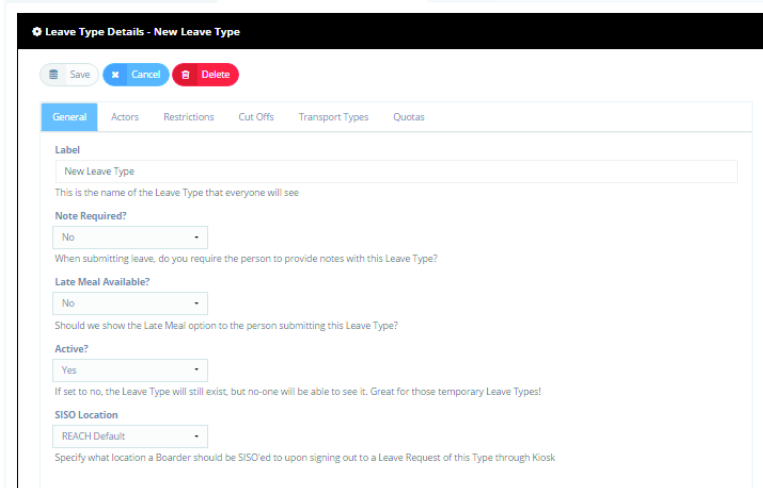 Leave Type Details - New Leave Type
Save Cancel Delete
General Actors Restrictions Cut Offs Transport Types Quotas
Label
New Leave Type
This is the name of the Leave Type that everyone will see
Note Required?
No
When submitting leave, do you require the person to provide notes with this Leave Type?
Late Meal Available?
No
Should we show the Late Meal option to the person submitting this Leave Type?
Active?
Yes
If set to no, the Leave Type will still exist, but no-one will be able to see it. Great for those temporary Leave Types!
SISO Location
REACH Default
Specify what location a Boarder should be SISO'ed to upon signing out to a Leave Request of this Type through Kiosk